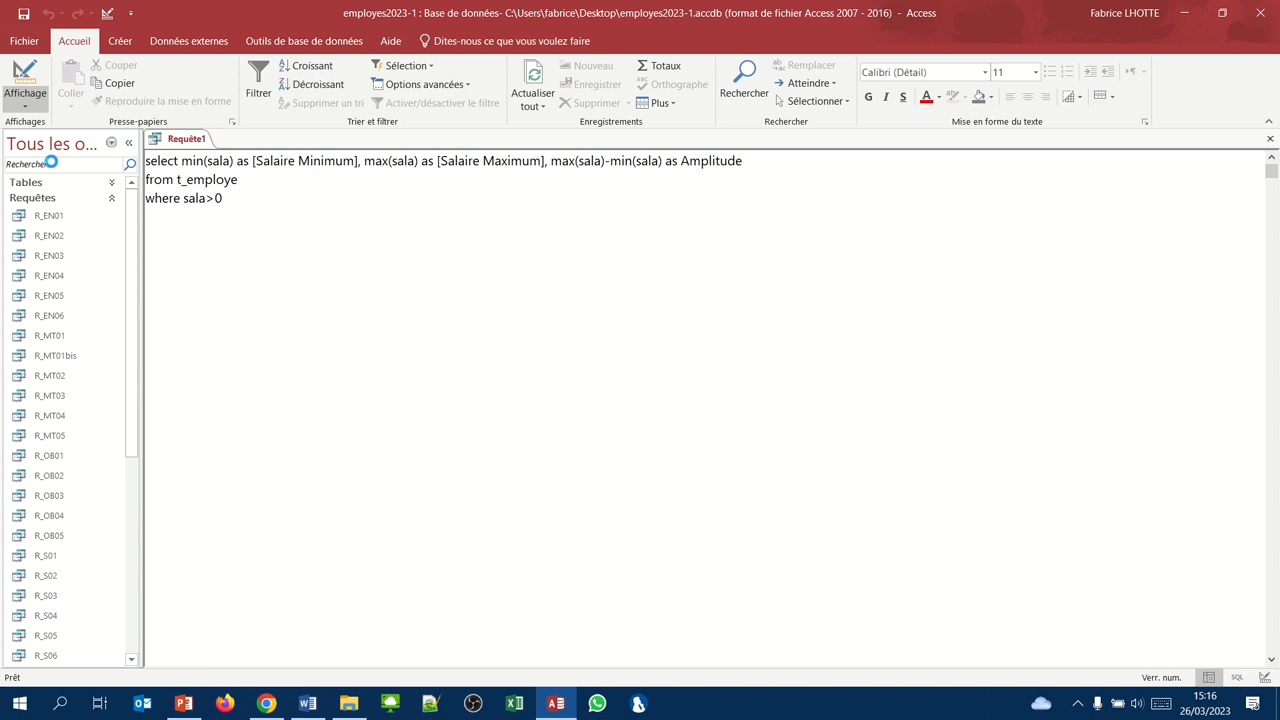 employes2023-1 : Base de données- C:\Users\fabrice\Desktop\employes2023-1.accdb (format de fichier Access 2007 - 2016) - Access
Fabrice LHOTTE
Fichier Accueil Créer Données externes Outils de base de données Aide Dites-nous ce que vous voulez faire
Affichage
Affichages
Coller
Couper
Copier
Reproduire la mise en forme
Presse-papiers
Filtrer
Croissant
Décroissant
Supprimer un tri
Sélection
Options avancées
Activer/désactiver le filtre
Trier et filtrer
Actualiser
tout
Nouveau
Enregistrer
Supprimer
Totaux
Orthographe
Plus
Enregistrements
Rechercher
Remplacer
Atteindre
Sélectionner
Rechercher
Calibri (Détail) 11
G I S A
Mise en forme du texte
Tous les o...
Rechercher
Tables
Requêtes
R_EN01
R_EN02
R_EN03
R_EN04
R_EN05
R_EN06
R_MT01
R_MT01bis
R_MT02
R_MT03
R_MT04
R_MT05
R_OB01
R_OB02
R_OB03
R_OB04
R_OB05
R_S01
R_S02
R_S03
R_S04
R_S05
R_S06
Requête1
select min(sala) as [Salaire Minimum], max(sala) as [Salaire Maximum], max(sala)-min(sala) as Amplitude
from t_employe
where sala>0
Prêt
Verr. num.
SQL
15:16
26/03/2023